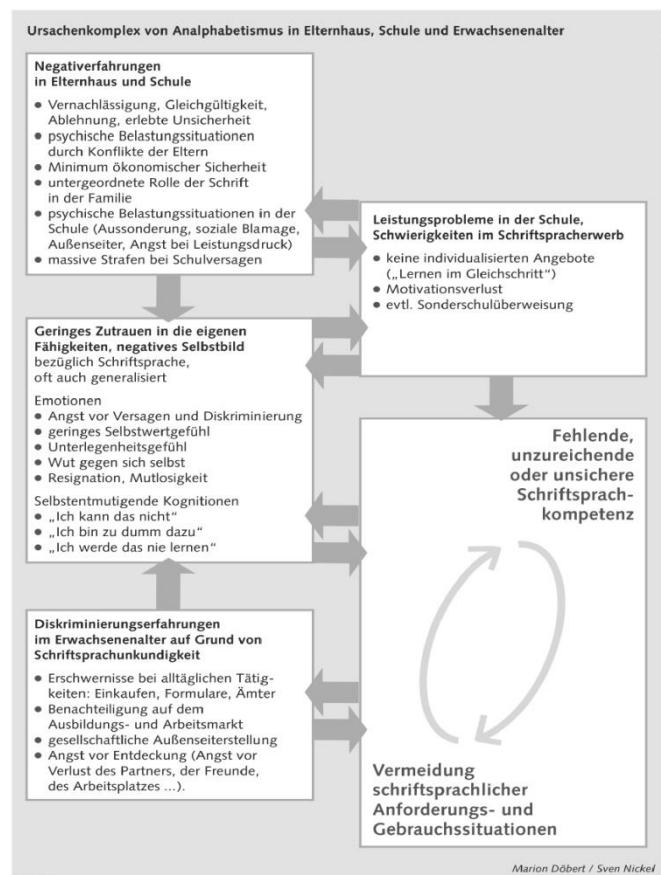 Ursachenkomplex von Analphabetismus in Elternhaus, Schule und Erwachsenenalter
Negativerfahrungen
in Elternhaus und Schule
● Vernachlässigung, Gleichgültigkeit,
Ablehnung, erlebte Unsicherheit
● psychische Belastungssituationen
durch Konflikte der Eltern
● Minimum ökonomischer Sicherheit
● untergeordnete Rolle der Schrift
in der Familie
● psychische Belastungssituationen in der
Schule (Aussonderung, soziale Blamage,
Außenseiter, Angst bei Leistungsdruck)
● massive Strafen bei Schulversagen
Leistungsprobleme in der Schule,
Schwierigkeiten im Schriftspracherwerb
● keine individualisierten Angebote
(„Lernen im Gleichschritt“)
● Motivationsverlust
● evtl. Sonderschulüberweisung
Geringes Zutrauen in die eigenen
Fähigkeiten, negatives Selbstbild
bezüglich Schriftsprache,
oft auch generalisiert
Emotionen
● Angst vor Versagen und Diskriminierung
● geringes Selbstwertgefühl
● Unterlegenheitsgefühl
● Wut gegen sich selbst
● Resignation, Mutlosigkeit
Selbstentmutigende Kognitionen
● „Ich kann das nicht“
● „Ich bin zu dumm dazu“
● „Ich werde das nie lernen“
Fehlende,
unzureichende
oder unsichere
Schriftsprach-
kompetenz
Diskriminierungserfahrungen
im Erwachsenenalter auf Grund von
Schriftsprachunkundigkeit
● Erschwernisse bei alltäglichen Tätig-
keiten: Einkaufen, Formulare, Ämter
● Benachteiligung auf dem
Ausbildungs- und Arbeitsmarkt
● gesellschaftliche Außenseiterstellung
● Angst vor Entdeckung (Angst vor
Verlust des Partners, der Freunde,
des Arbeitsplatzes ...).
Vermeidung
schriftsprachlicher
Anforderungs- und
Gebrauchssituationen
Marion Döbert / Sven Nickel